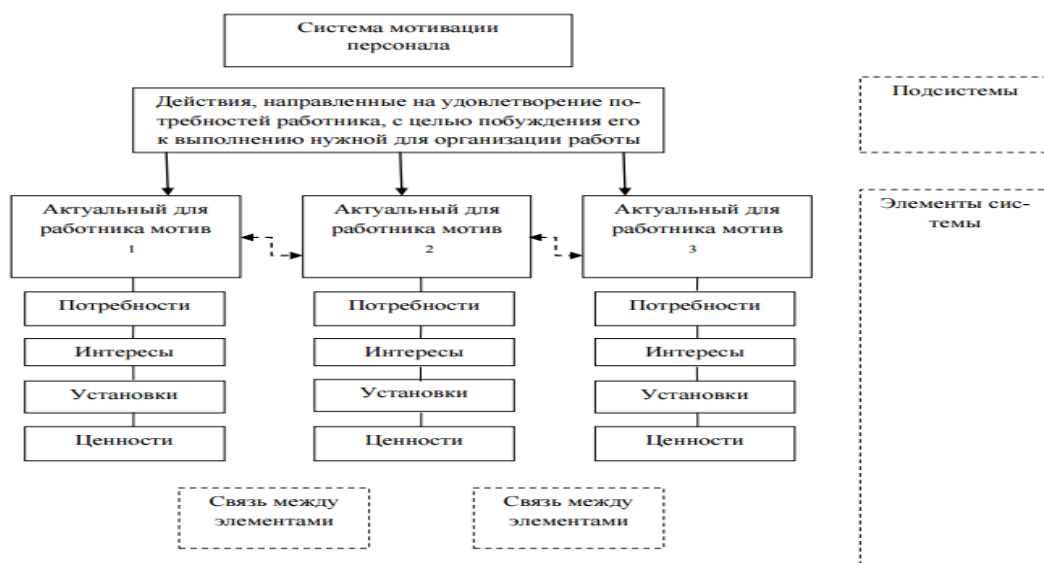 Система мотивации
персонала
Действия, направленные на удовлетворение по-
требностей работника, с целью побуждения его
к выполнению нужной для организации работы
Подсистемы
Актуальный для
работника мотив
1
Актуальный для
работника мотив
2
Актуальный для
работника мотив
3
Элементы сис-
темы
Потребности
Потребности
Потребности
Интересы
Интересы
Интересы
Установки
Установки
Установки
Ценности
Ценности
Ценности
Связь между
элементами
Связь между
элементами